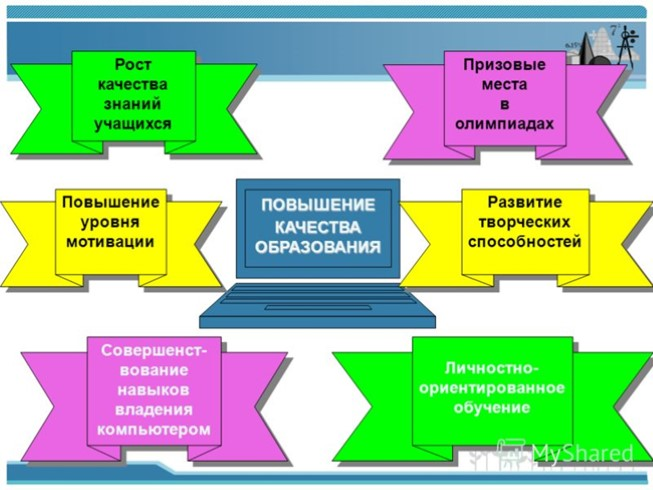 Рост
качества
знаний
учащихся
Призовые
места
в
олимпиадах
Повышение
уровня
мотивации
ПОВЫШЕНИЕ
КАЧЕСТВА
ОБРАЗОВАНИЯ
Развитие
творческих
способностей
Совершенст-
вование
навыков
владения
компьютером
Личностно-
ориентированное
обучение
MyShared